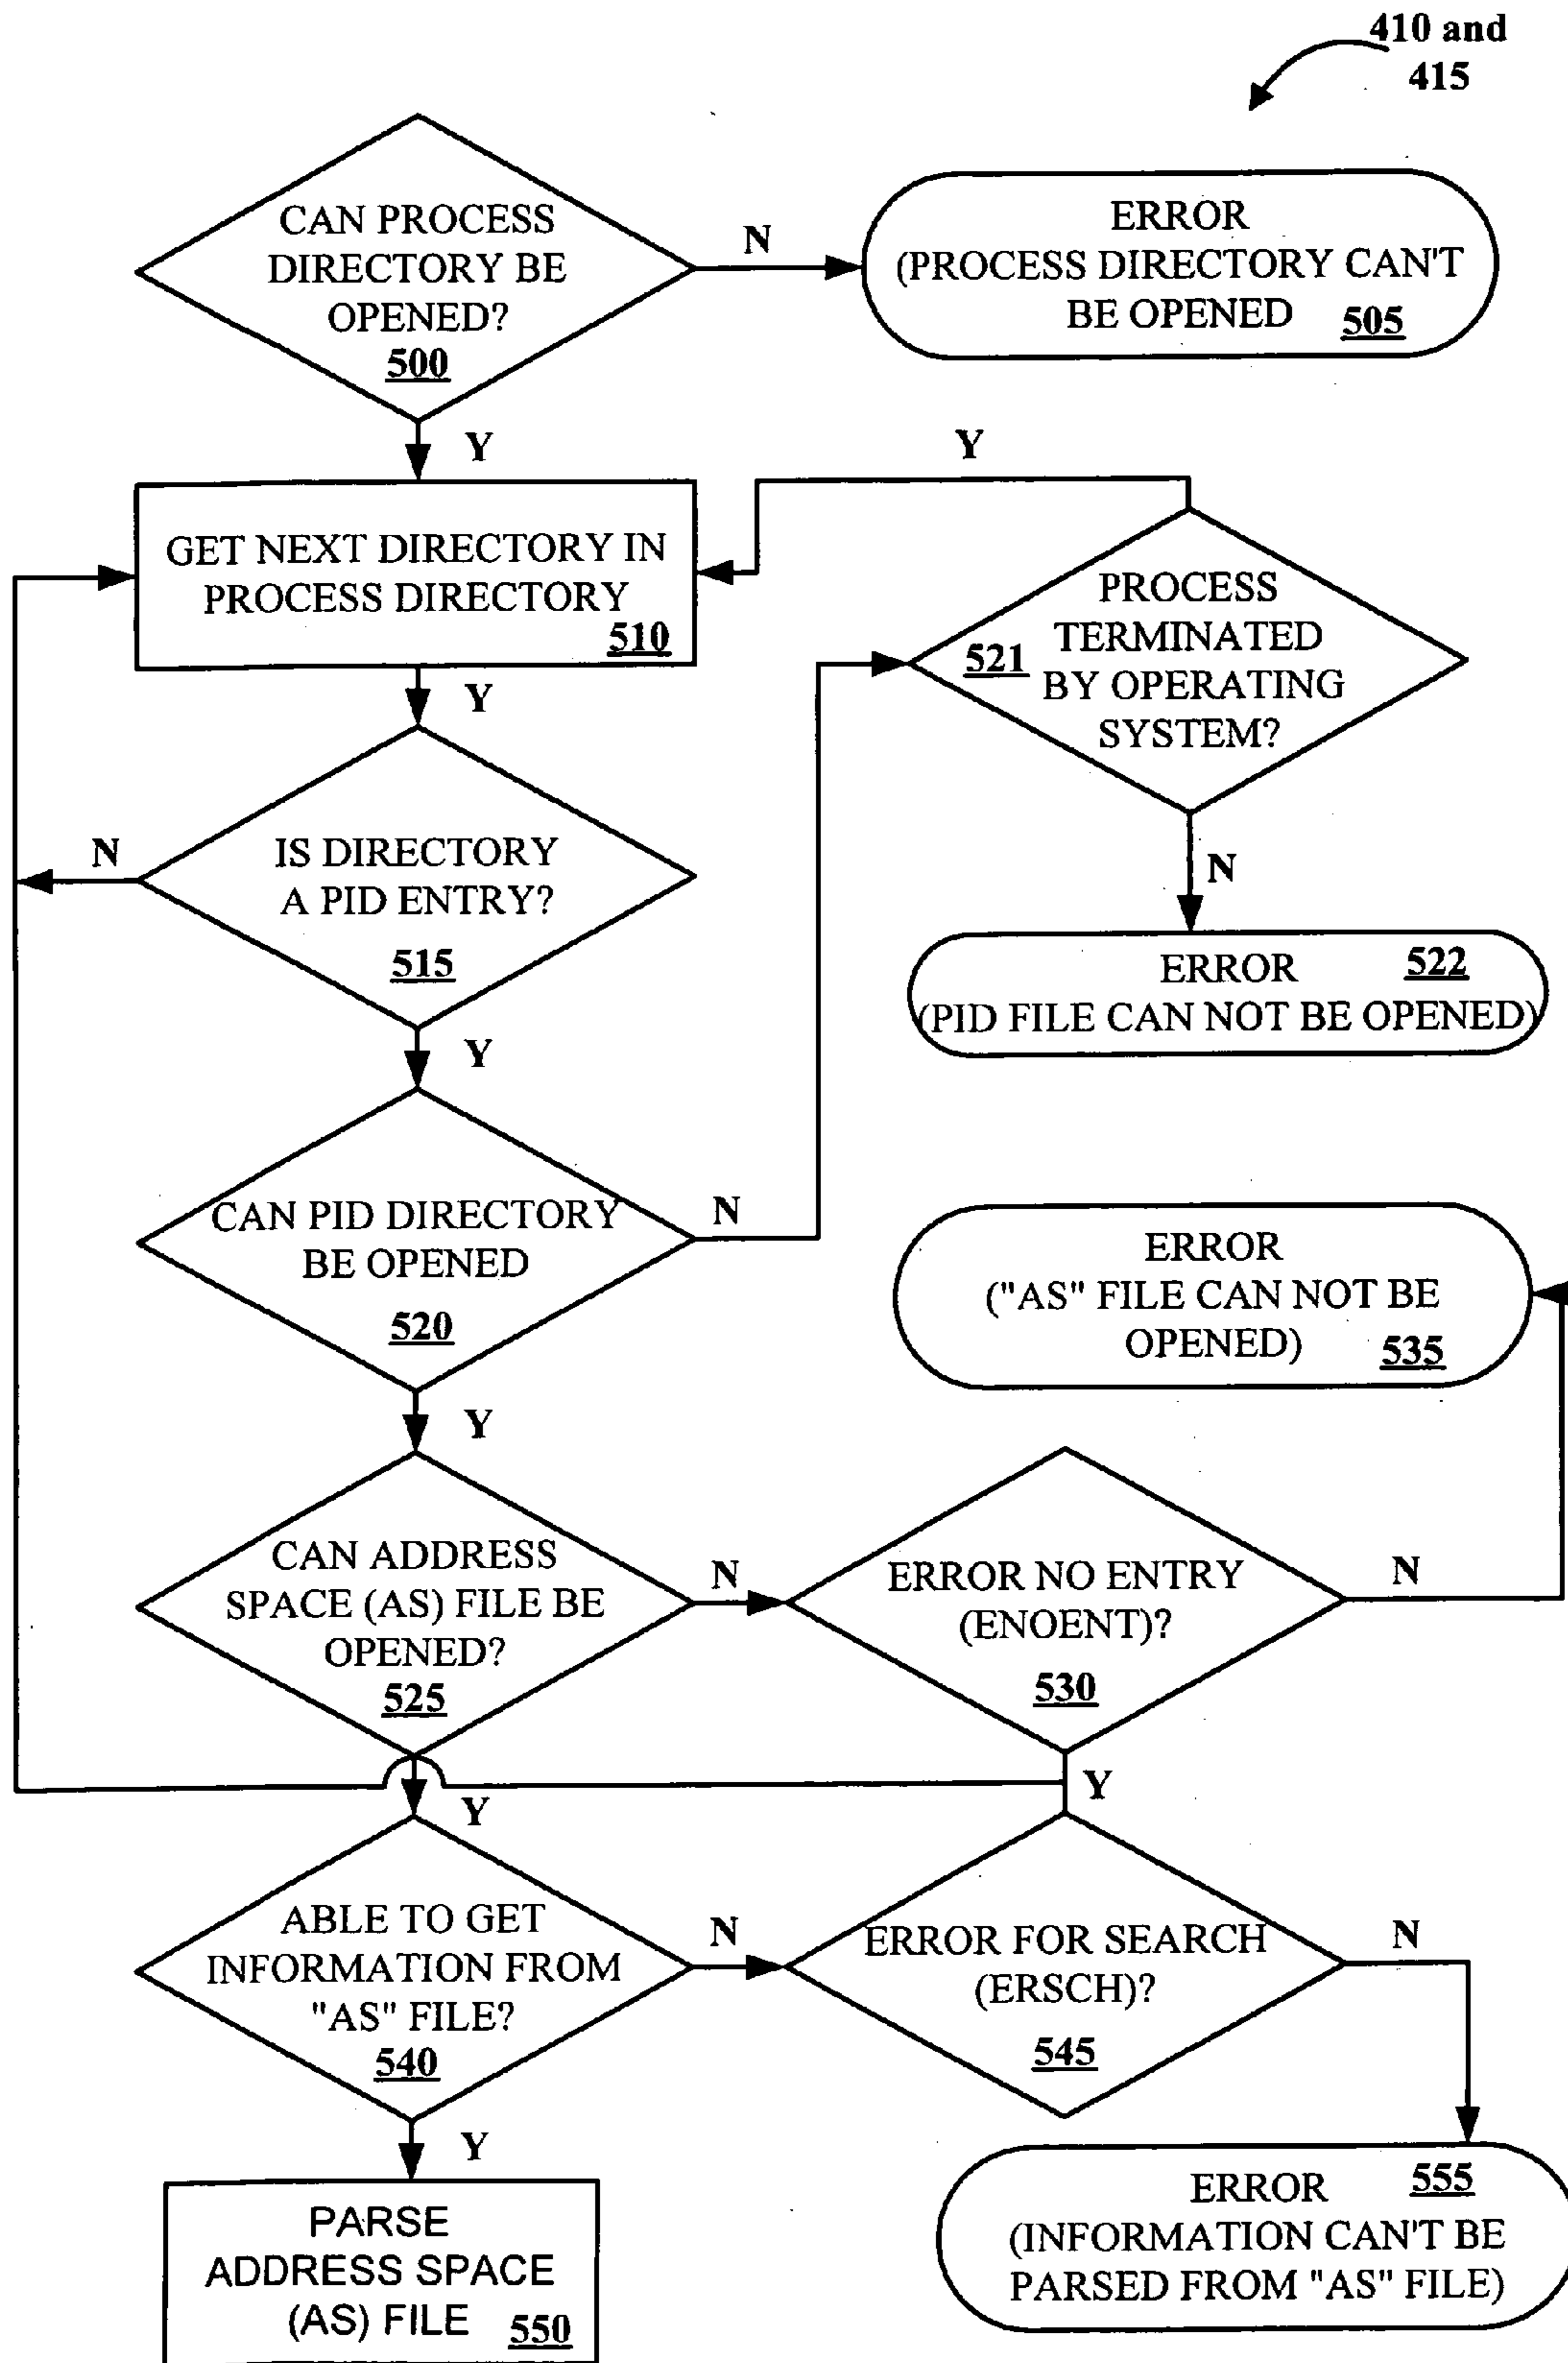 410 and
415
CAN PROCESS
DIRECTORY BE
OPENED?
500
N
ERROR
(PROCESS DIRECTORY CAN'T
BE OPENED 505
Y
Y
GET NEXT DIRECTORY IN
PROCESS DIRECTORY
510
PROCESS
TERMINATED
521
BY OPERATING
SYSTEM?
Y
N
IS DIRECTORY
A PID ENTRY?
515
N
ERROR 522
(PID FILE CAN NOT BE OPENED)
Y
CAN PID DIRECTORY
BE OPENED
520
N
ERROR
("AS" FILE CAN NOT BE
OPENED) 535
Y
CAN ADDRESS
SPACE (AS) FILE BE
OPENED?
525
N
ERROR NO ENTRY
(ENOENT)?
530
N
Y
Y
ABLE TO GET
INFORMATION FROM
"AS" FILE?
540
N
ERROR FOR SEARCH
(ERSCH)?
545
N
Y
PARSE
ADDRESS SPACE
(AS) FILE 550
ERROR 555
(INFORMATION CAN'T BE
PARSED FROM "AS" FILE)